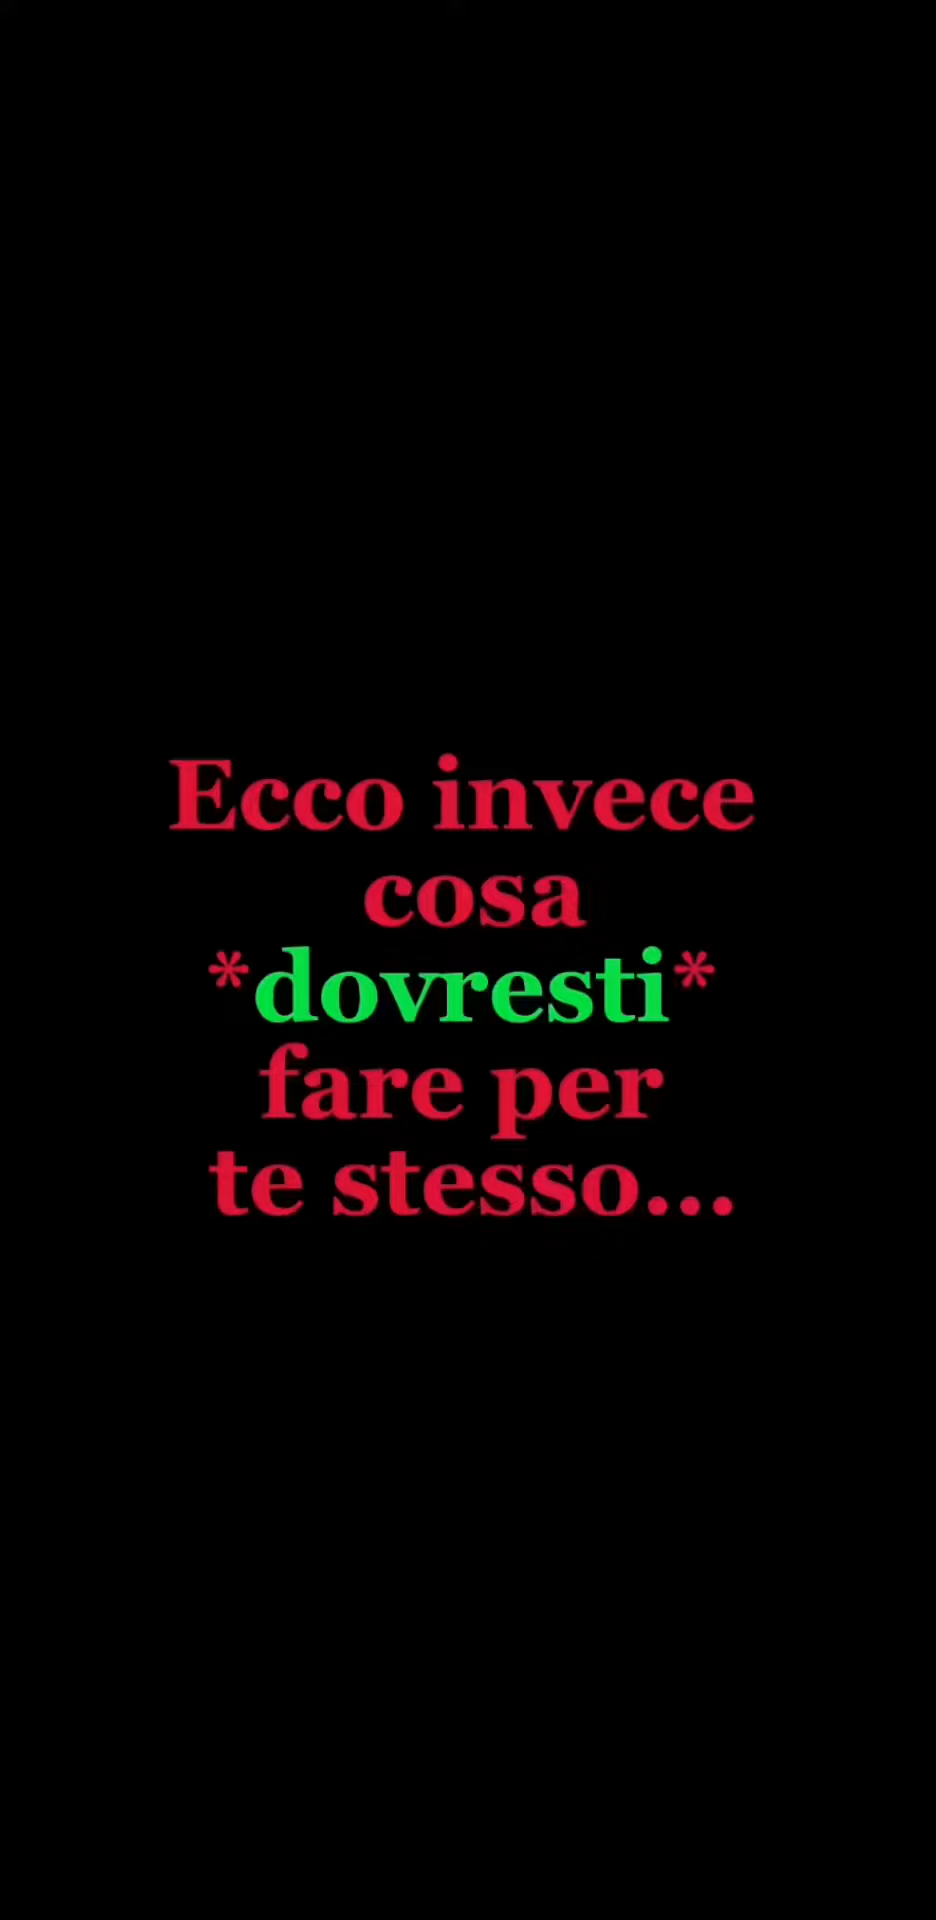 Ecco invece
cosa
*dovresti*
fare per
te stesso...